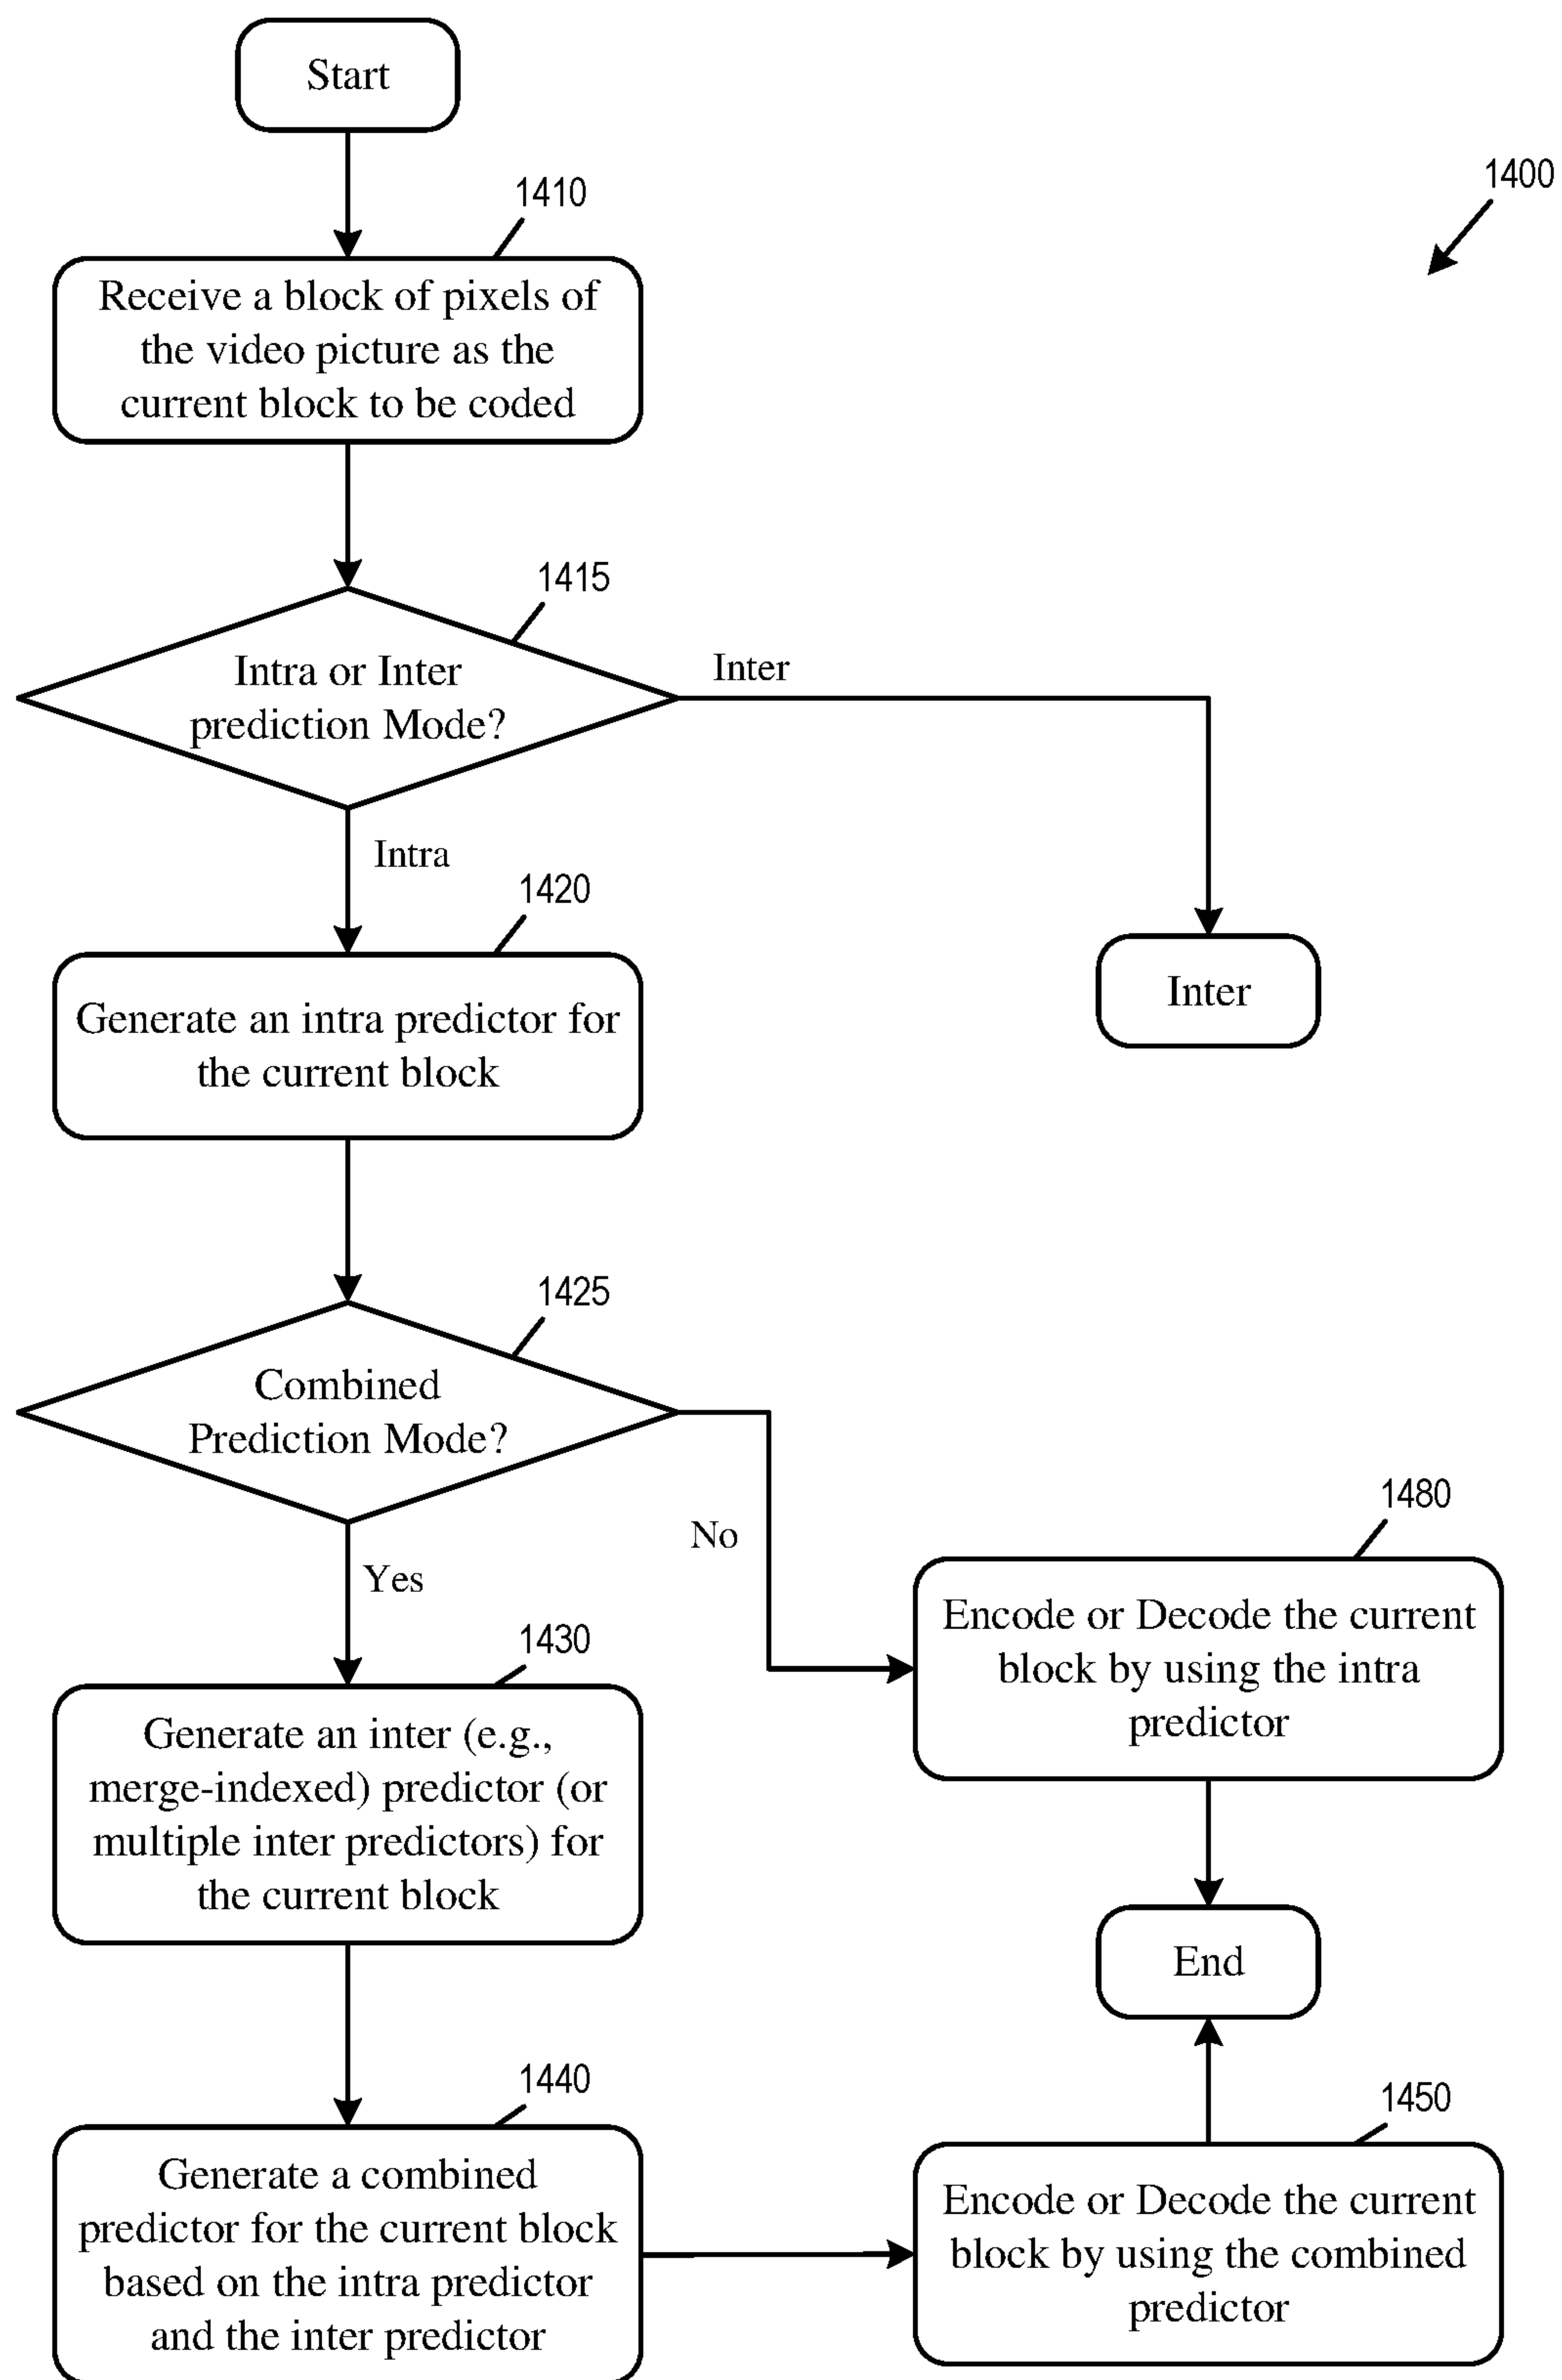 Start
1400
1410
Receive a block of pixels of
the video picture as the
current block to be coded
1415
Intra or Inter
prediction Mode?
Inter
Intra
1420
Generate an intra predictor for
the current block
Inter
1425
Combined
Prediction Mode?
No
Yes
1480
Encode or Decode the current
block by using the intra
predictor
1430
Generate an inter (e.g.,
merge-indexed) predictor (or
multiple inter predictors) for
the current block
End
1440
Generate a combined
predictor for the current block
based on the intra predictor
and the inter predictor
1450
Encode or Decode the current
block by using the combined
predictor